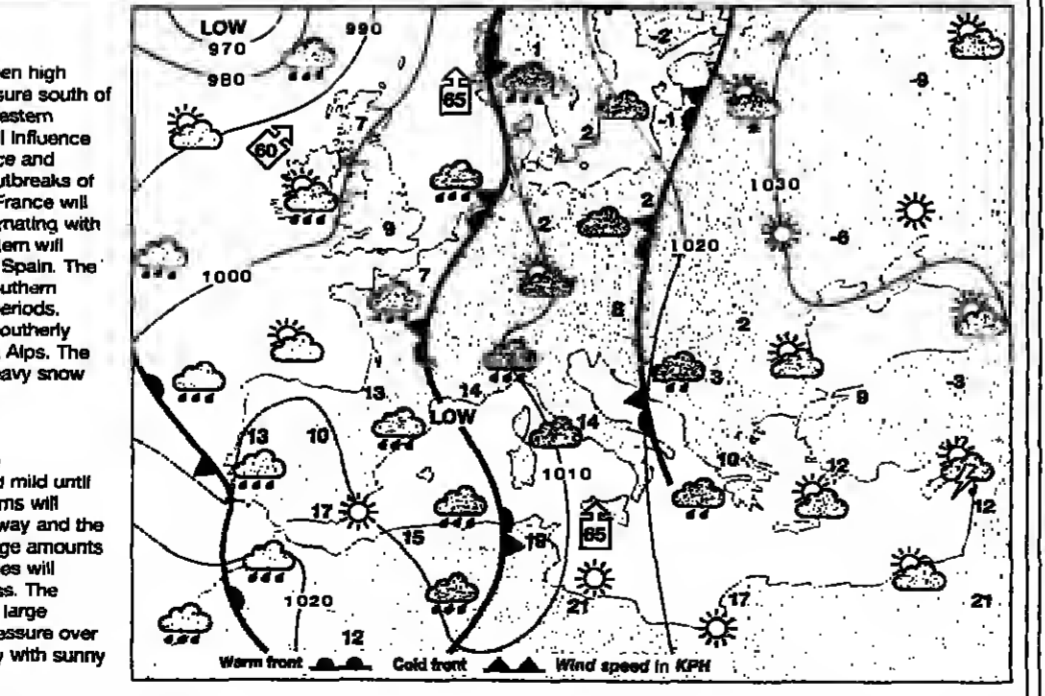 en high
sure south of
astern
l Influence
ce and
utbreaks of
France will
rnating with
tem will
Spain. The
uthern
eriods.
outherly
Alps. The
eavy snow
d mild until
ms will
way and the
ge amounts
es will
ss. The
large
essure over
y with sunny
LOW
970
980
990
1
-2
-9
65
7
60
2
-1
1030
9
2
2
-6
1020
7
1000
8
2
13
14
3
-3
LOW
9
13
10
14
10
12
1010
17
15
19
65
12
21
17
21
1020
12
Warm front
Cold front
Wind speed in KPH